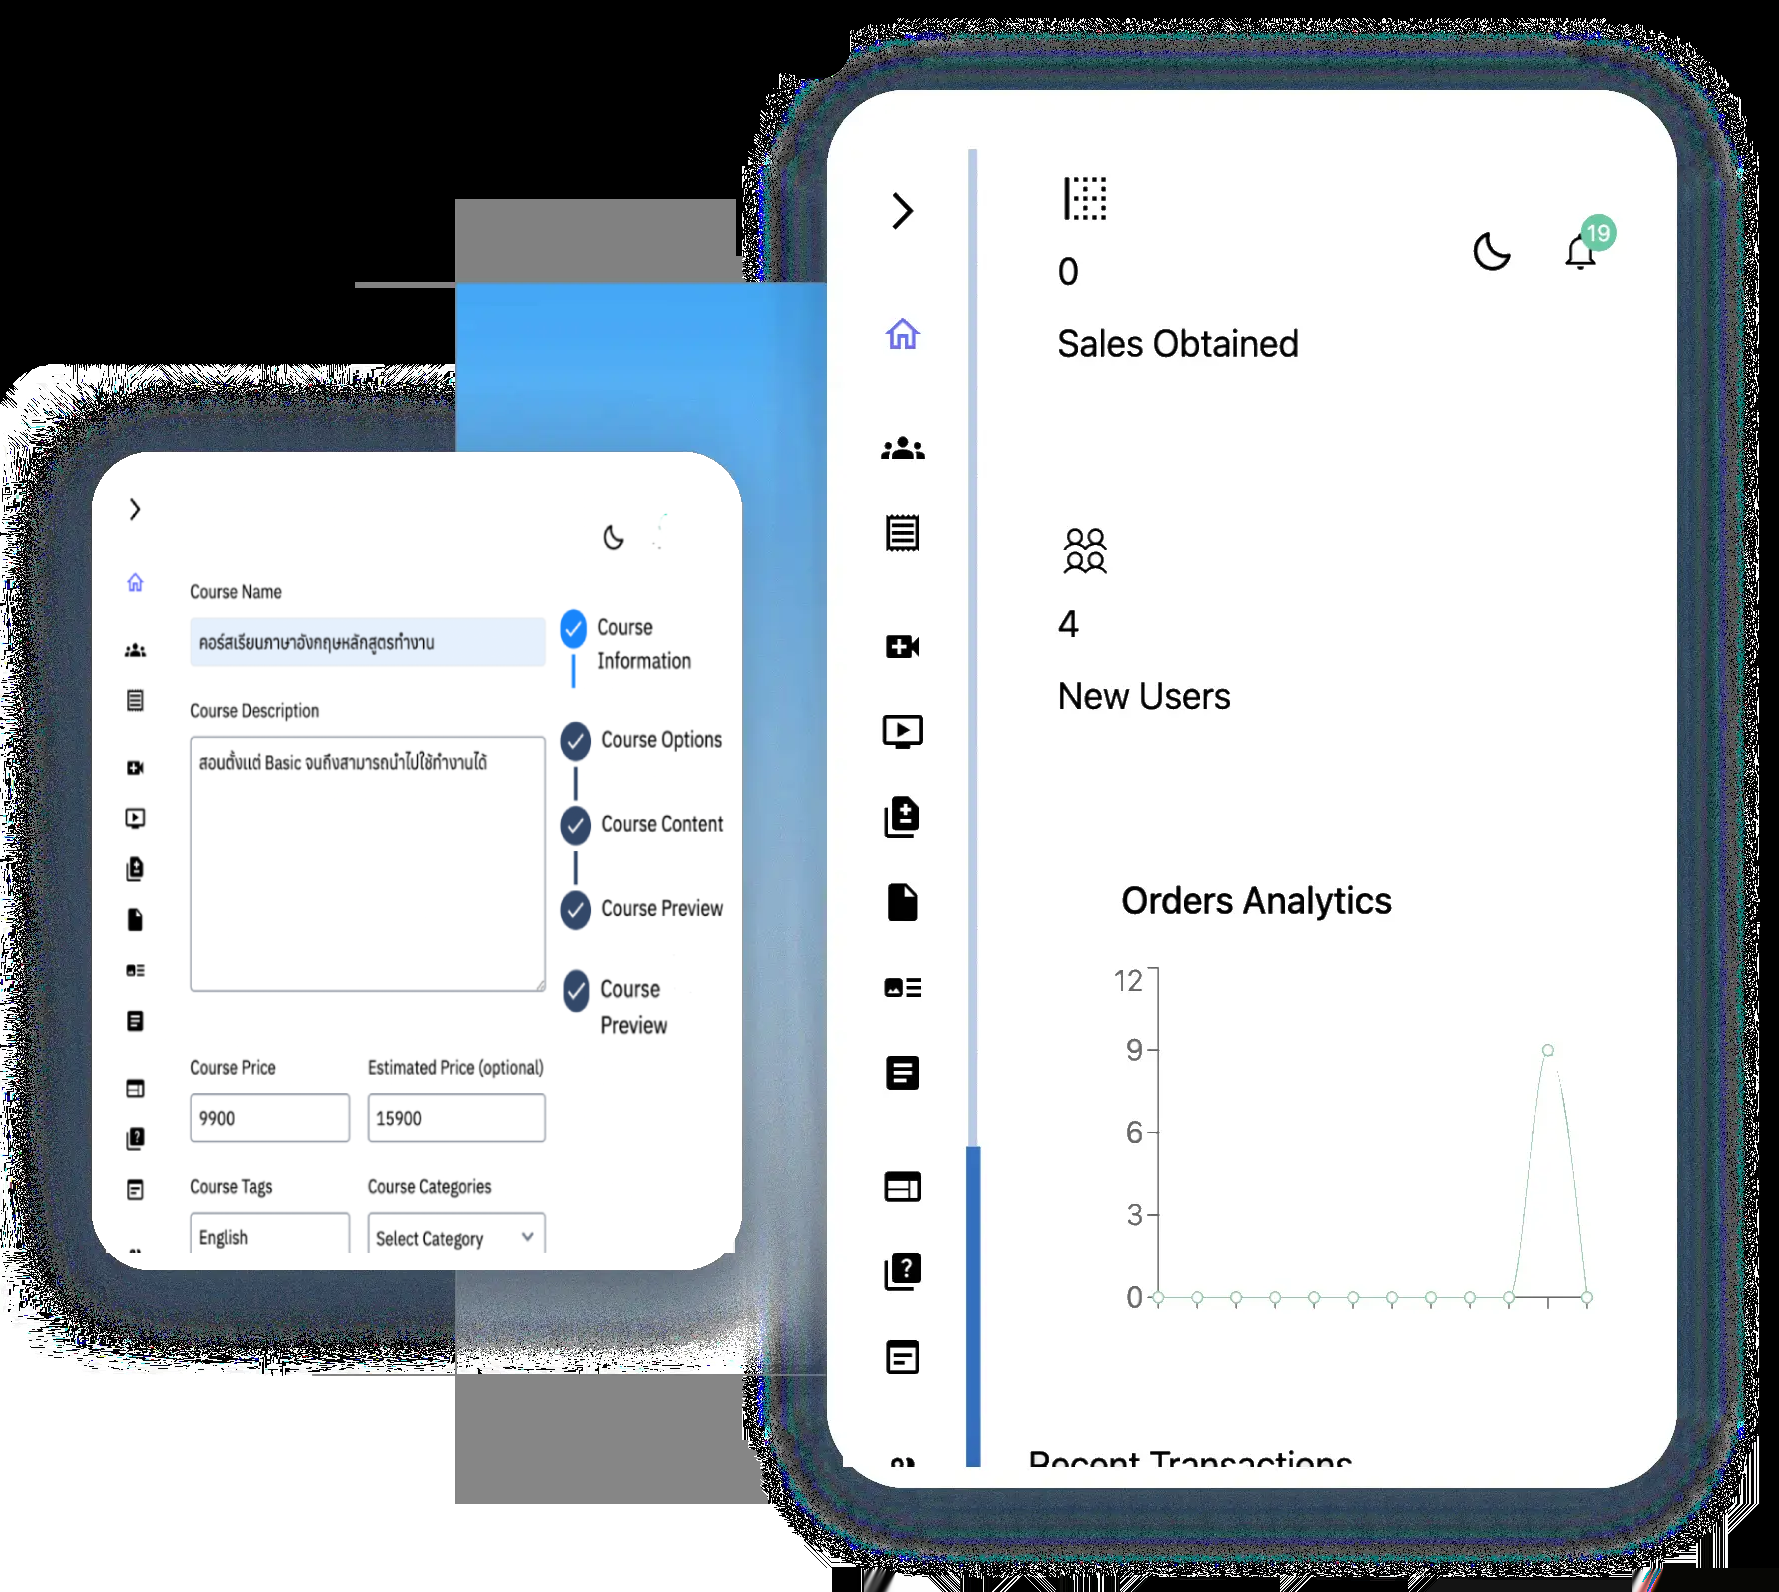 Course Name
คอร์สเรียนภาษาอังกฤษหลักสูตรทำงาน
Course Description
สอนตั้งแต่ Basic จนถึงสามารถนำไปใช้ทำงานได้
Course Price
Estimated Price (optional)
9900
15900
Course Tags
Course Categories
English
Select Category
Course
Information
Course Options
Course Content
Course Preview
Course
Preview
19
0
Sales Obtained
4
New Users
Orders Analytics
12
9
6
3
0
Recent Transactions